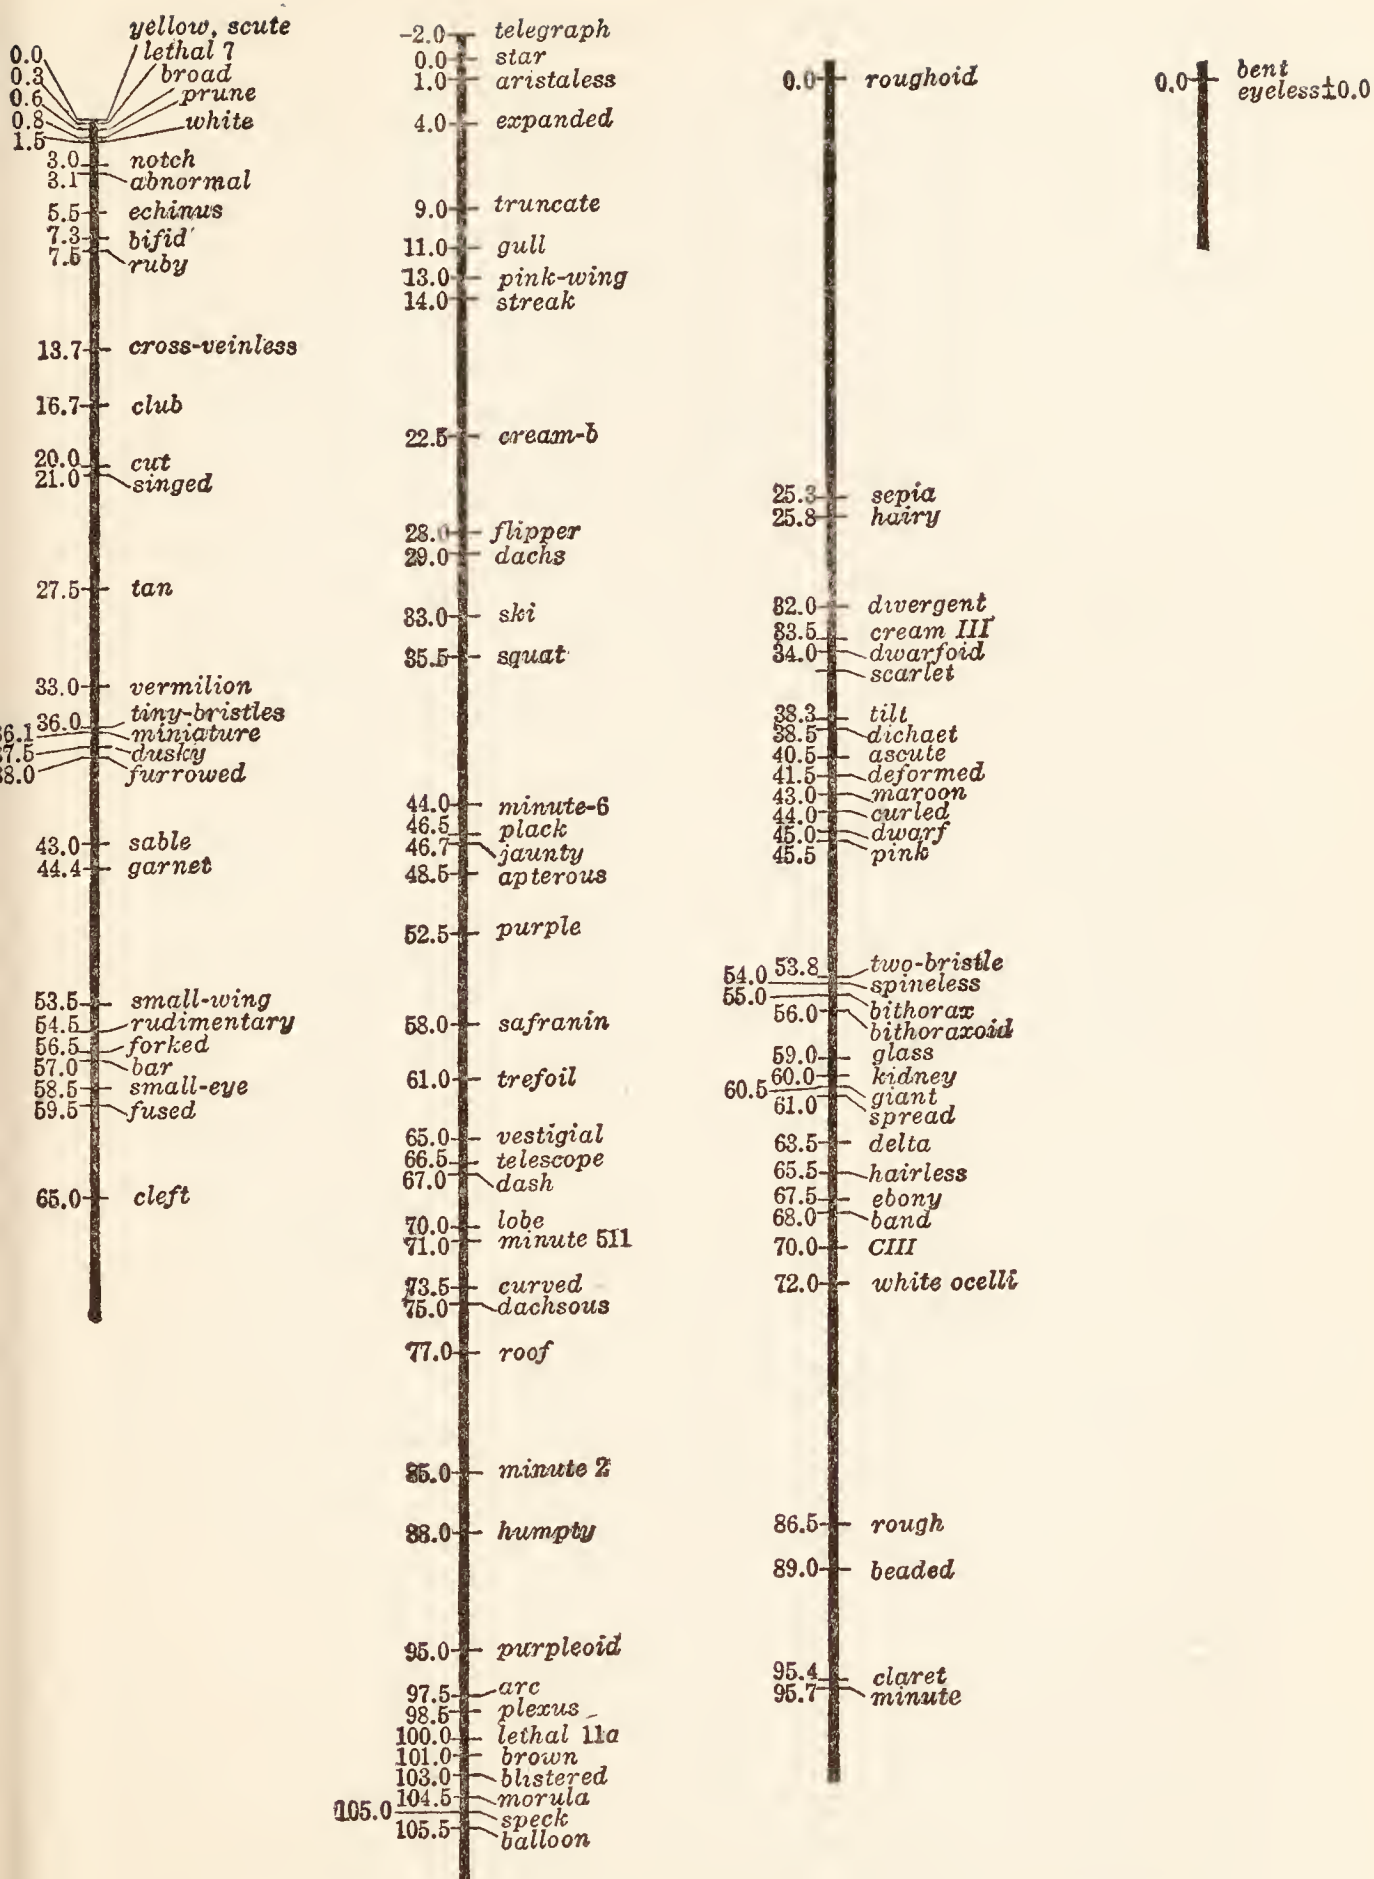 0.0 yellow, scute
0.3 lethal 7
0.6 broad
0.8 prune
1.5 white
3.0 notch
3.1 abnormal
5.5 echinus
7.3 bifid
7.5 ruby
13.7 cross-veinless
16.7 club
20.0 cut
21.0 singed
27.5 tan
33.0 vermilion
36.0 tiny-bristles
6.1 miniature
7.5 dusky
8.0 furrowed
43.0 sable
44.4 garnet
53.5 small-wing
54.5 rudimentary
56.5 forked
57.0 bar
58.5 small-eye
59.5 fused
65.0 cleft
-2.0 telegraph
0.0 star
1.0 aristaless
4.0 expanded
9.0 truncate
11.0 gull
13.0 pink-wing
14.0 streak
22.5 cream-b
28.0 flipper
29.0 dachs
33.0 ski
35.5 squat
44.0 minute-6
46.5 plack
46.7 jaunty
48.5 apterous
52.5 purple
58.0 safranin
61.0 trefoil
65.0 vestigial
66.5 telescope
67.0 dash
70.0 lobe
71.0 minute 511
73.5 curved
75.0 dachsous
77.0 roof
85.0 minute 2
88.0 humpty
95.0 purpleoid
97.5 arc
98.5 plexus
100.0 lethal 11a
101.0 brown
103.0 blistered
104.5 morula
105.0 speck
105.5 balloon
0.0 roughoid
25.3 sepia
25.8 hairy
32.0 divergent
33.5 cream III
34.0 dwarfoid
scarlet
38.3 tilt
38.5 dichaet
40.5 ascute
41.5 deformed
43.0 maroon
44.0 curled
45.0 dwarf
45.5 pink
53.8 two-bristle
54.0 spineless
55.0 bithorax
56.0 bithoraxoid
59.0 glass
60.0 kidney
60.5 giant
61.0 spread
63.5 delta
65.5 hairless
67.5 ebony
68.0 band
70.0 CIII
72.0 white ocelli
86.5 rough
89.0 beaded
95.4 claret
95.7 minute
0.0 bent
eyeless±0.0